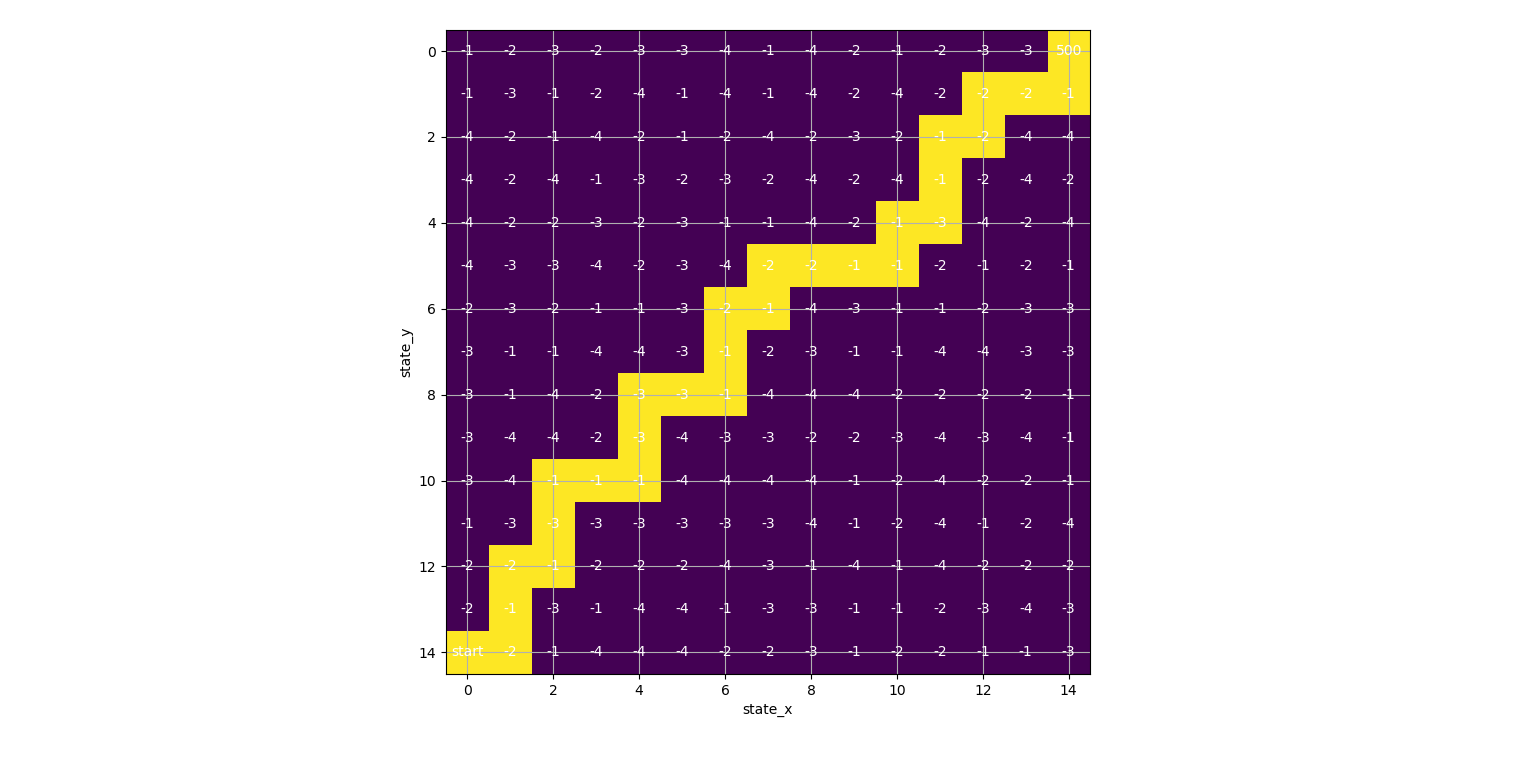 0 -1 -2 -3 -2 -3 -3 -4 -1 -4 -2 -1 -2 -3 -3 500
-1 -3 -1 -2 -4 -1 -4 -1 -4 -2 -4 -2 -2 -2 -1
2 -4 -2 -1 -4 -2 -1 -2 -4 -2 -3 -2 -1 -2 -4 -4
-4 -2 -4 -1 -3 -2 -3 -2 -4 -2 -4 -1 -2 -4 -2
4 -4 -2 -2 -3 -2 -3 -1 -1 -4 -2 -1 -3 -4 -2 -4
-4 -3 -3 -4 -2 -3 -4 -2 -2 -1 -1 -2 -1 -2 -1
6 -2 -3 -2 -1 -1 -3 -2 -1 -4 -3 -1 -1 -2 -3 -3
state_y
-3 -1 -1 -4 -4 -3 -1 -2 -3 -1 -1 -4 -4 -3 -3
8 -3 -1 -4 -2 -3 -3 -1 -4 -4 -4 -2 -2 -2 -2 -1
-3 -4 -4 -2 -3 -4 -3 -3 -2 -2 -3 -4 -3 -4 -1
10 -3 -4 -1 -1 -1 -4 -4 -4 -4 -1 -2 -4 -2 -2 -1
-1 -3 -3 -3 -3 -3 -3 -3 -4 -1 -2 -4 -1 -2 -4
12 -2 -2 -1 -2 -2 -2 -4 -3 -1 -4 -1 -4 -2 -2 -2
-2 -1 -3 -1 -4 -4 -1 -3 -3 -1 -1 -2 -3 -4 -3
14 start -2 -1 -4 -4 -4 -2 -2 -3 -1 -2 -2 -1 -1 -3
0 2 4 6 8 10 12 14
state_x